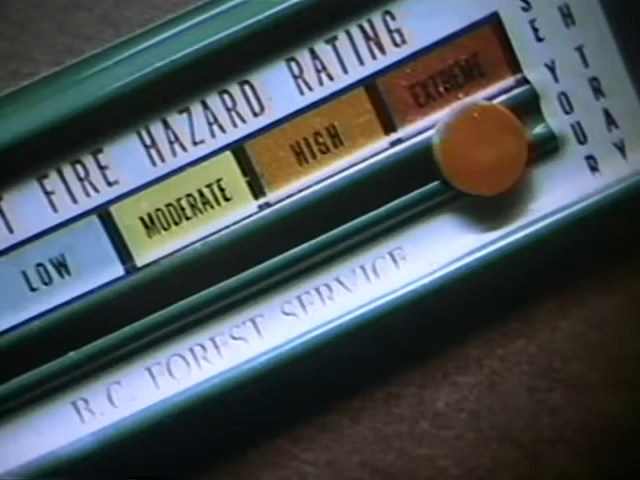 T FIRE HAZARD RATING
LOW MODERATE HIGH EXTREME
B.C. FOREST SERVICE
SE YOUR
H TRAY